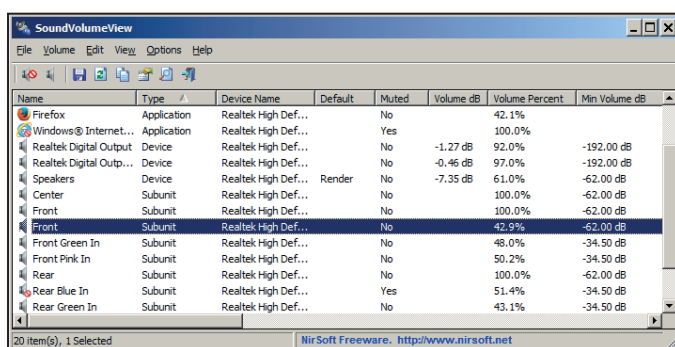 SoundVolumeView
File Volume Edit View Options Help
Name Type Device Name Default Muted Volume dB Volume Percent Min Volume dB
Firefox Application Realtek High Def... No 42.1%
Windows® Internet... Application Realtek High Def... Yes 100.0%
Realtek Digital Output Device Realtek High Def... No -1.27 dB 92.0% -192.00 dB
Realtek Digital Outp... Device Realtek High Def... No -0.46 dB 97.0% -192.00 dB
Speakers Device Realtek High Def... Render No -7.35 dB 61.0% -62.00 dB
Center Subunit Realtek High Def... No 100.0% -62.00 dB
Front Subunit Realtek High Def... No 100.0% -62.00 dB
Front Subunit Realtek High Def... No 42.9% -62.00 dB
Front Green In Subunit Realtek High Def... No 48.0% -34.50 dB
Front Pink In Subunit Realtek High Def... No 50.2% -34.50 dB
Rear Subunit Realtek High Def... No 100.0% -62.00 dB
Rear Blue In Subunit Realtek High Def... Yes 51.4% -34.50 dB
Rear Green In Subunit Realtek High Def... No 43.1% -34.50 dB
20 item(s), 1 Selected NirSoft Freeware. http://www.nirsoft.net